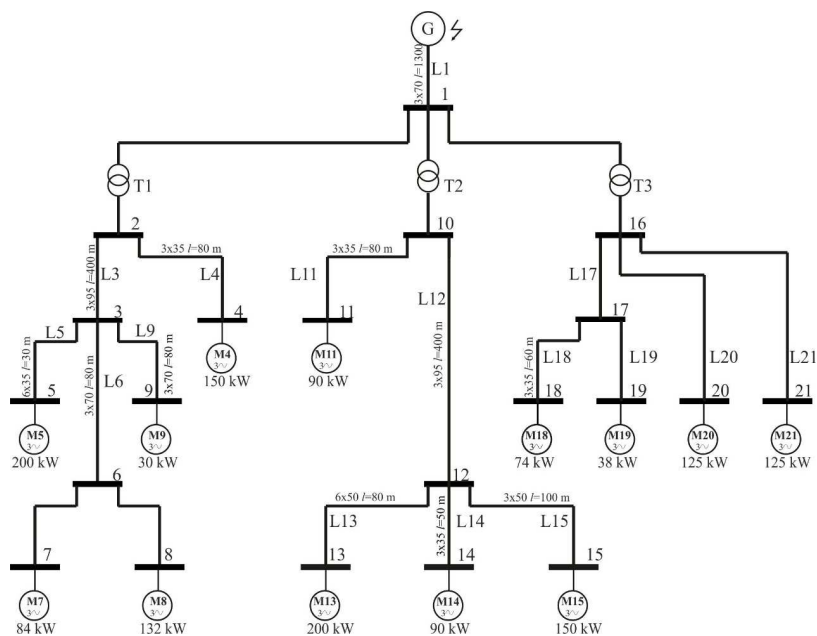 G
3x70 l=1300
L1
1
T1
T2
T3
2
10
16
3x35 l=80 m
3x35 l=80 m
L3
3x95 l=400 m
L4
L11
L12
L17
3
4
11
17
L5
L9
M4
3~
150 kW
M11
3~
90 kW
3x95 l=400 m
6x35 l=30 m
L6
3x70 l=80 m
3x70 l=80 m
3x35 l=60 m
L18
L19
L20
L21
5
9
18
19
20
21
M5
3~
200 kW
M9
3~
30 kW
M18
3~
74 kW
M19
3~
38 kW
M20
3~
125 kW
M21
3~
125 kW
6
12
6x50 l=80 m
3x50 l=100 m
L13
3x35 l=50 m
L14
L15
7
8
13
14
15
M7
3~
84 kW
M8
3~
132 kW
M13
3~
200 kW
M14
3~
90 kW
M15
3~
150 kW